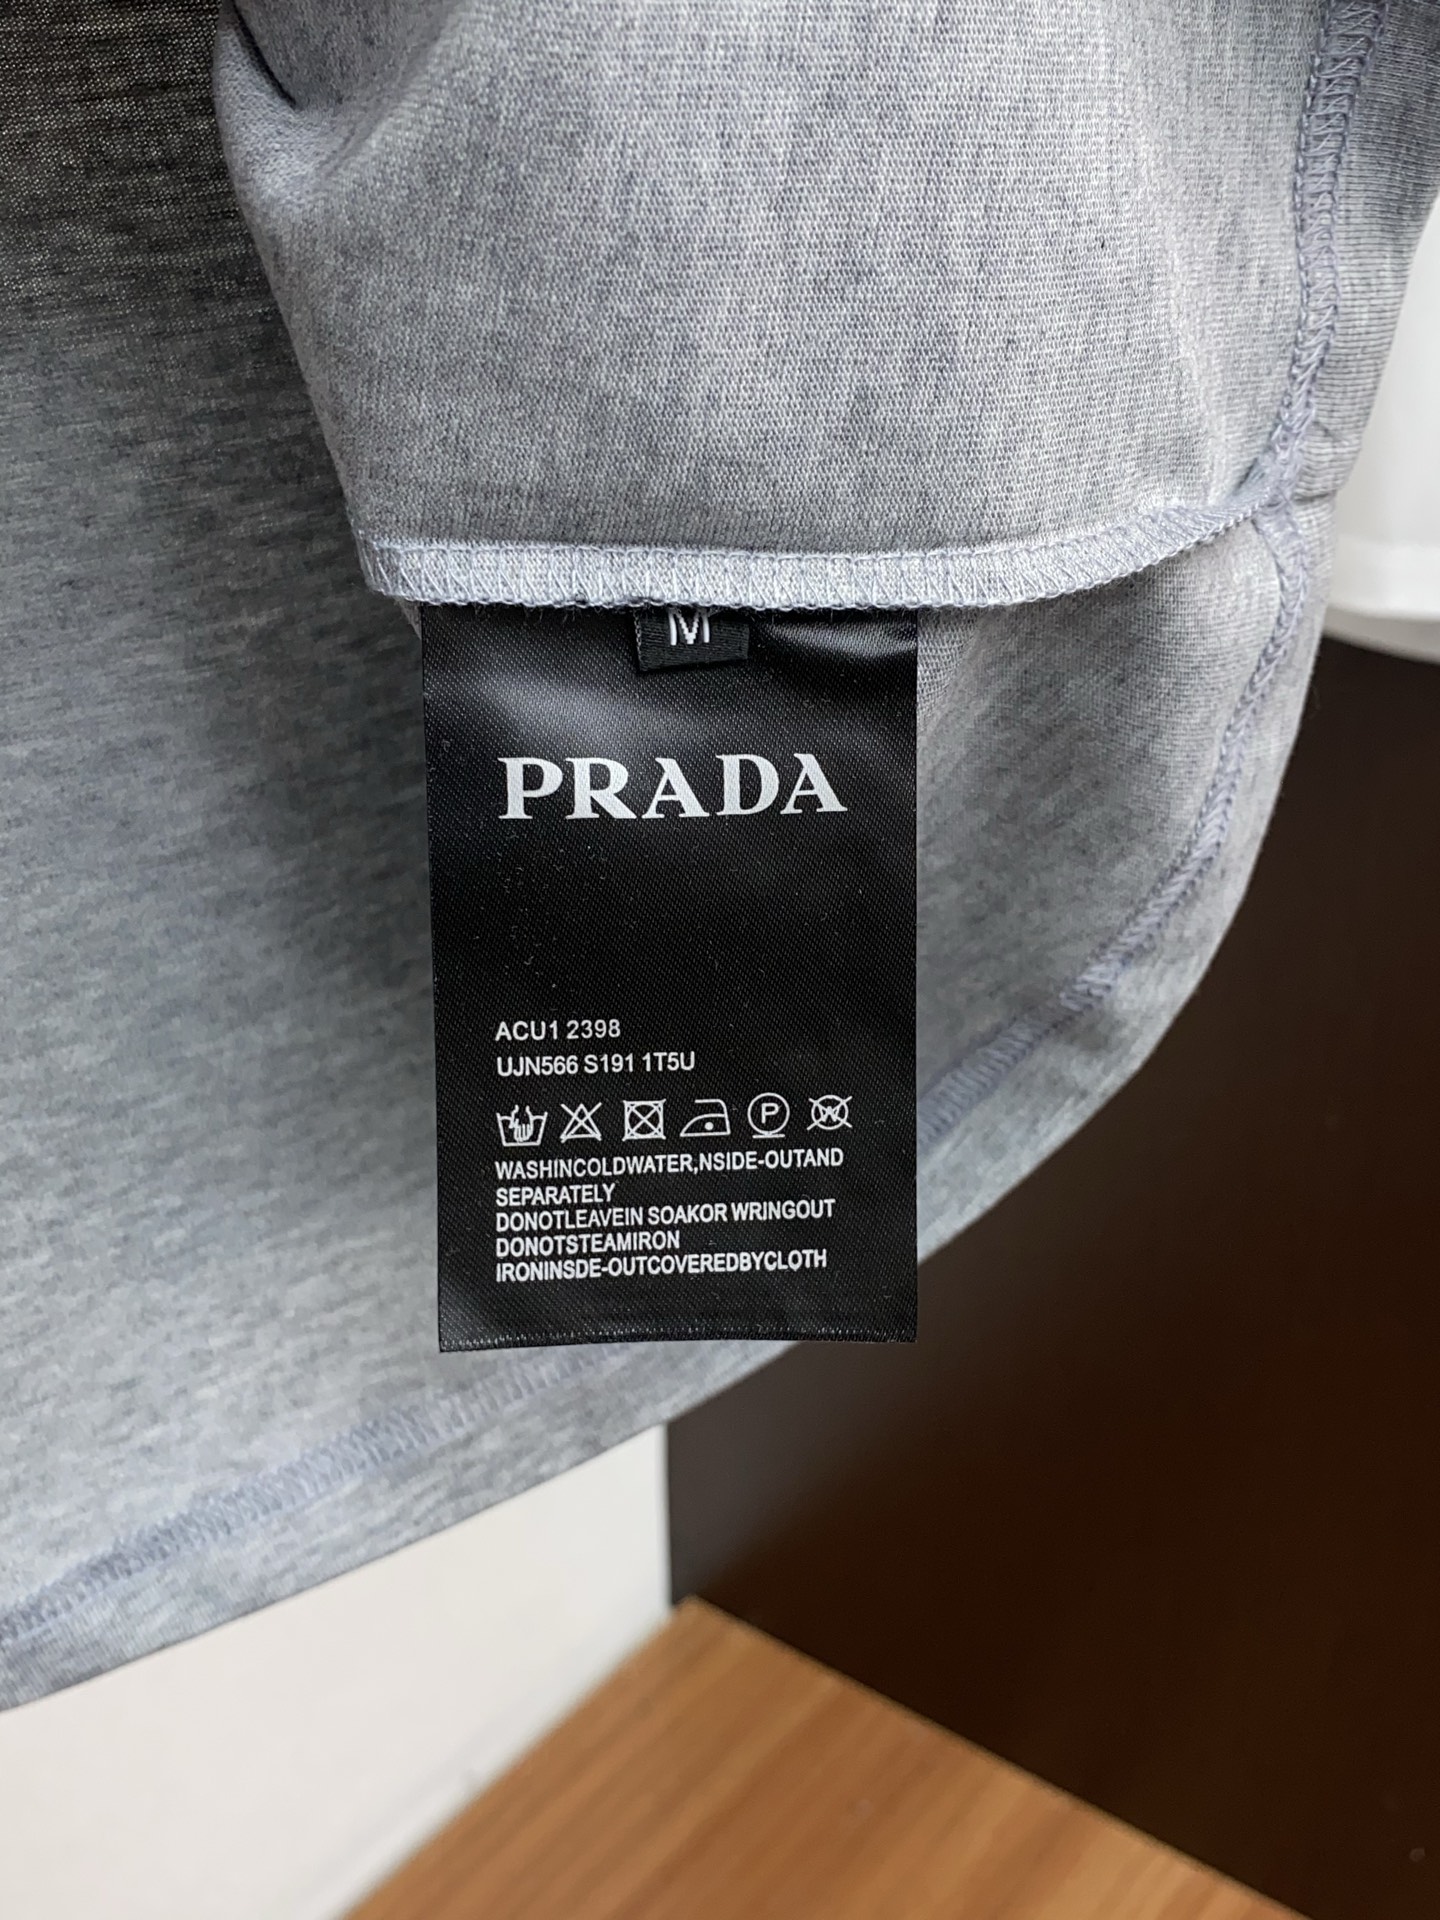 M
PRADA
ACU1 2398
UJN566 S191 1T5U
P
W
WASHINCOLDWATER,NSIDE-OUTAND
SEPARATELY
DONOTLEAVEIN SOAKOR WRINGOUT
DONOTSTEAMIRON
IRONINSDE-OUTCOVEREDBYCLOTH